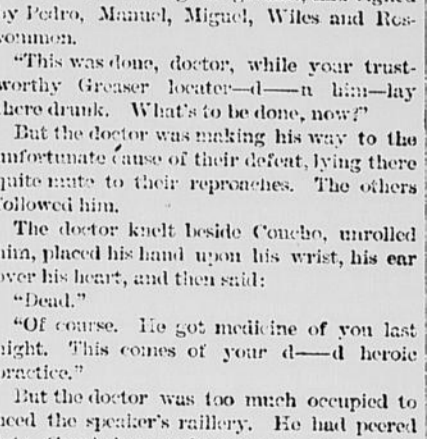 by Pedro, Manuel, Miguel, Wiles and Ros-
common.
"This was done, doctor, while your trust-
worthy Greaser locater—d——n him—lay
there drunk. What's to be done, now?"
But the doctor was making his way to the
unfortunate cause of their defeat, lying there
quite mute to their reproaches. The others
followed him.
The doctor knelt beside Concho, unrolled
him, placed his hand upon his wrist, his ear
over his heart, and then said:
"Dead."
"Of course. He got medicine of you last
night. This comes of your d——d heroic
practice."
But the doctor was too much occupied to
heed the speaker's raillery. He had peered